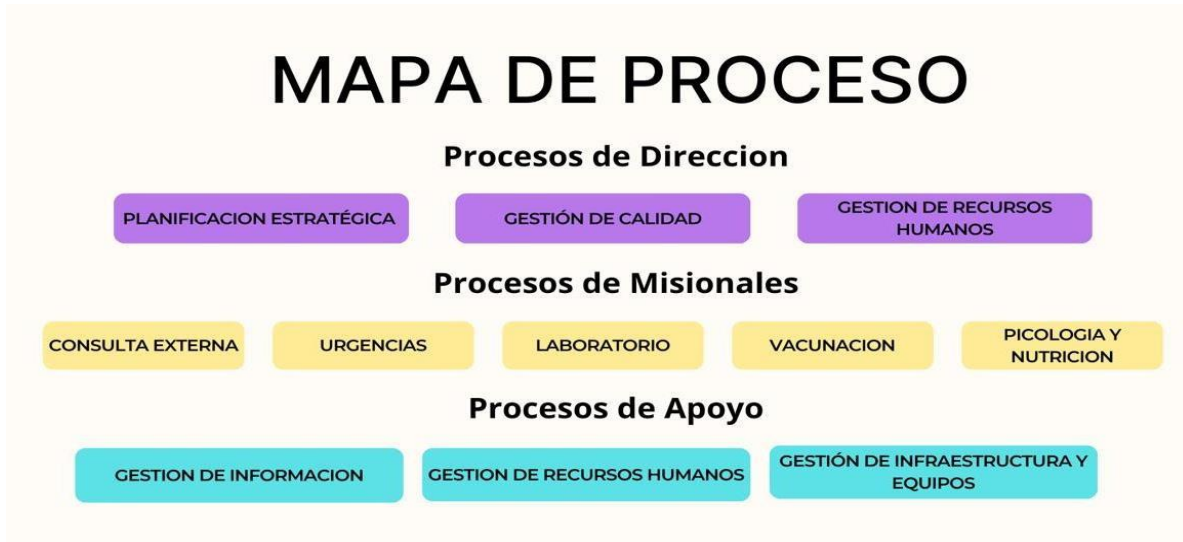 MAPA DE PROCESO
Procesos de Direccion
PLANIFICACION ESTRATÉGICA
GESTIÓN DE CALIDAD
GESTION DE RECURSOS
HUMANOS
Procesos de Misionales
CONSULTA EXTERNA
URGENCIAS
LABORATORIO
VACUNACION
PICOLOGIA Y
NUTRICION
Procesos de Apoyo
GESTION DE INFORMACION
GESTION DE RECURSOS HUMANOS
GESTIÓN DE INFRAESTRUCTURA Y
EQUIPOS